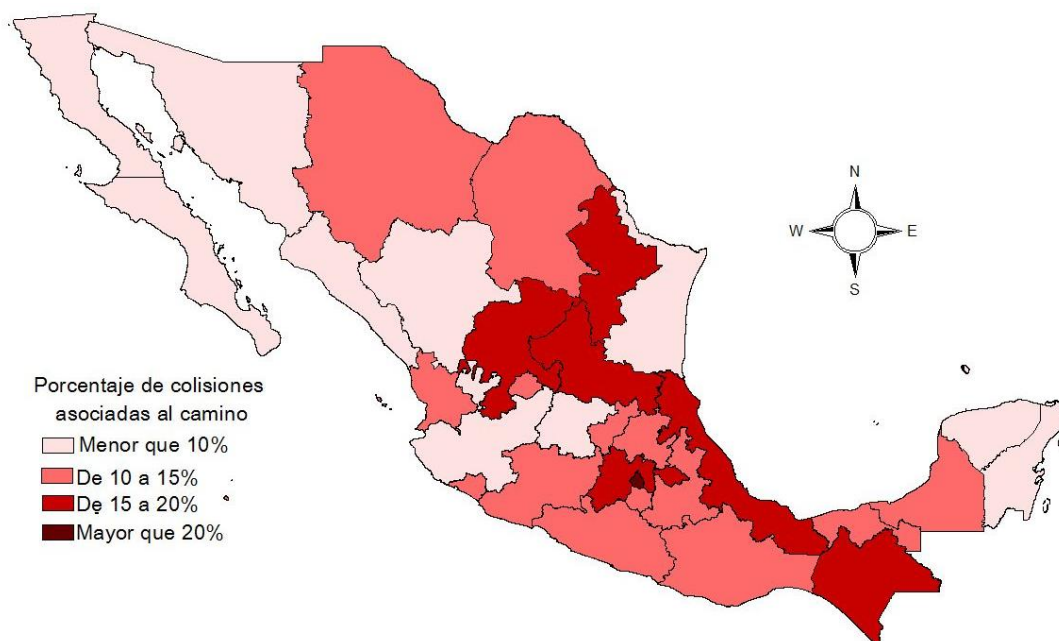 N
W E
S
Porcentaje de colisiones
asociadas al camino
Menor que 10%
De 10 a 15%
De 15 a 20%
Mayor que 20%